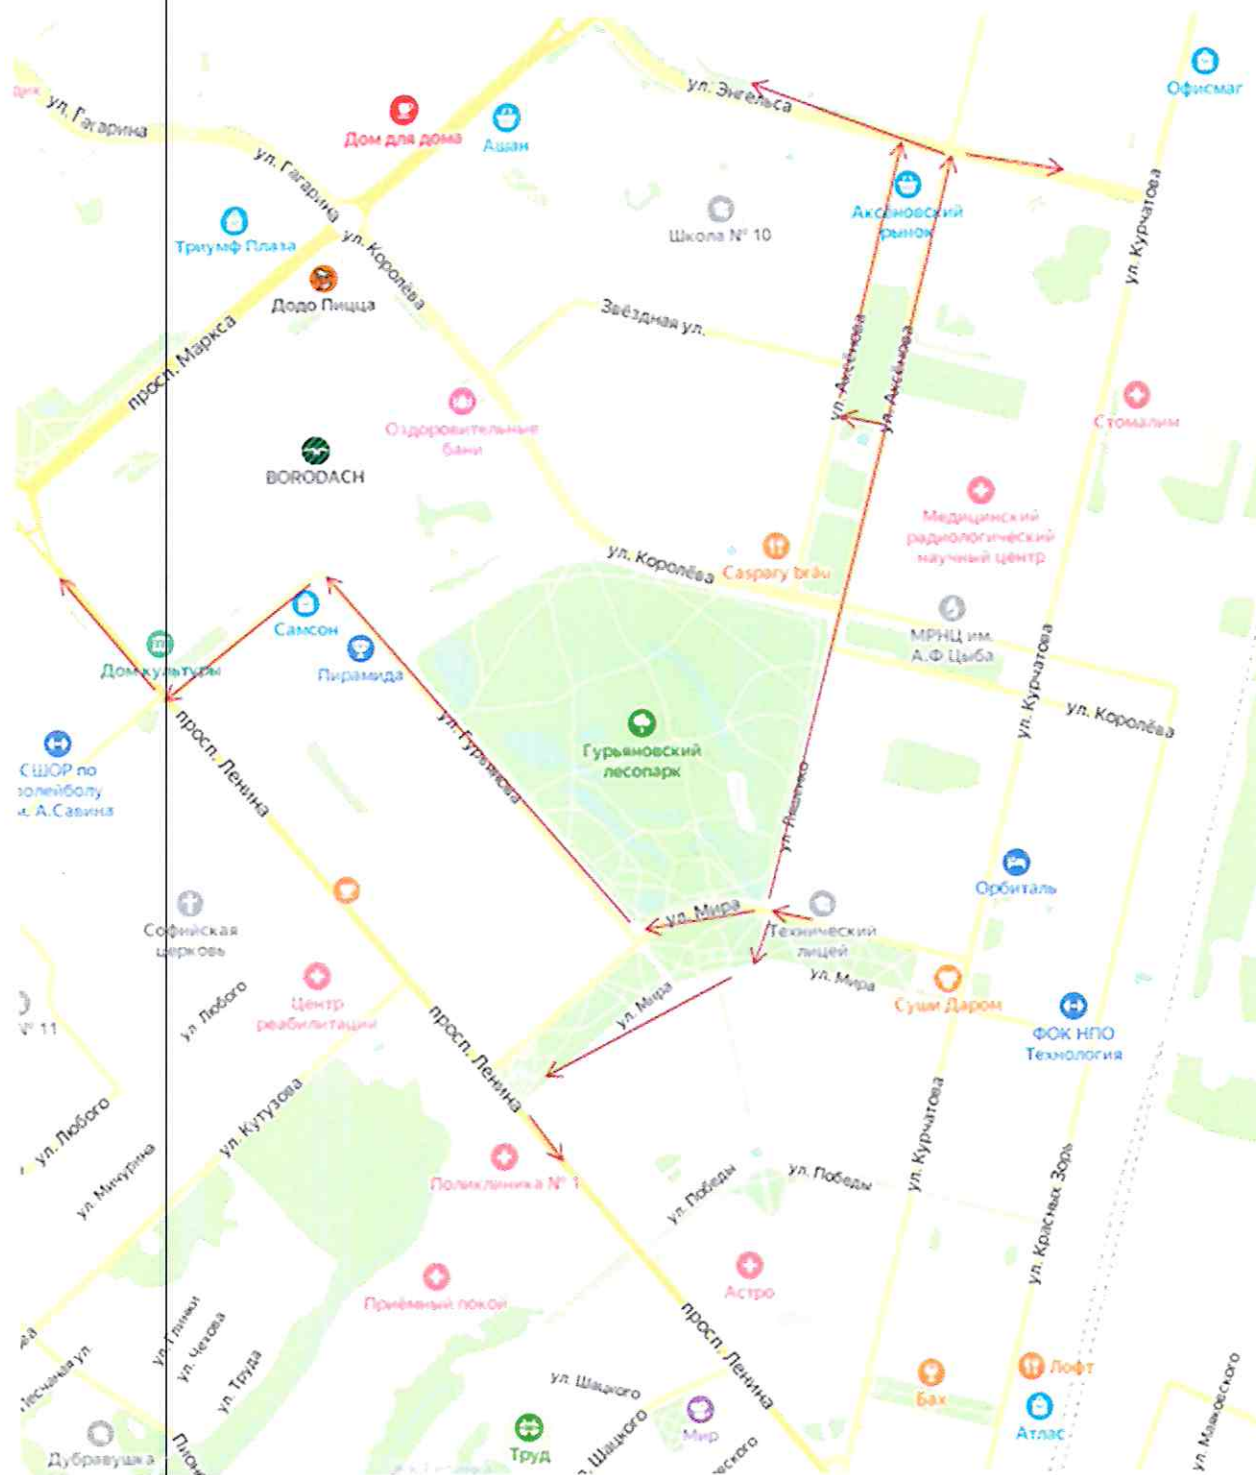 ул. Энгельса
Офисмаг
ул. Гагарина
Дом для дома
Ашан
ул. Гагарина
ул. Курчатова
Аксёновский
рынок
Школа № 10
Триумф Плаза
ул. Королёва
Додо Пицца
Звёздная ул.
просп. Маркса
ул. Аксёнова
ул. Аксёнова
Стомалим
Оздоровительные
бани
BORODACH
Медицинский
радиологический
научный центр
ул. Королёва
Caspary bräu
МРНЦ им.
А.Ф.Цыба
Самсон
ул. Курчатова
Дом культуры
Пирамида
ул. Королёва
просп. Ленина
ул. Гурьянова
Гурьяновский
лесопарк
СШОР по
А.Савина
Орбиталь
ул. Мира
Софийская
церковь
Технический
лицей
ул. Мира
ул. Мира
Суши Даром
ул. Любого
Центр
реабилитации
№ 11
просп. Ленина
ФОК НПО
Технология
ул. Кутузова
ул. Любого
ул. Курчатова
ул. Мичурина
Поликлиника № 1
ул. Победы
ул. Победы
ул. Красных Зорь
Приёмный покой
Астро
ул. Глинки
ул. Чехова
просп. Ленина
Песчаная ул.
ул. Труда
ул. Шацкого
Бах
Лофт
ул. Маяковского
Атлас
Мир
Труд
Шацкого
Дубравушка